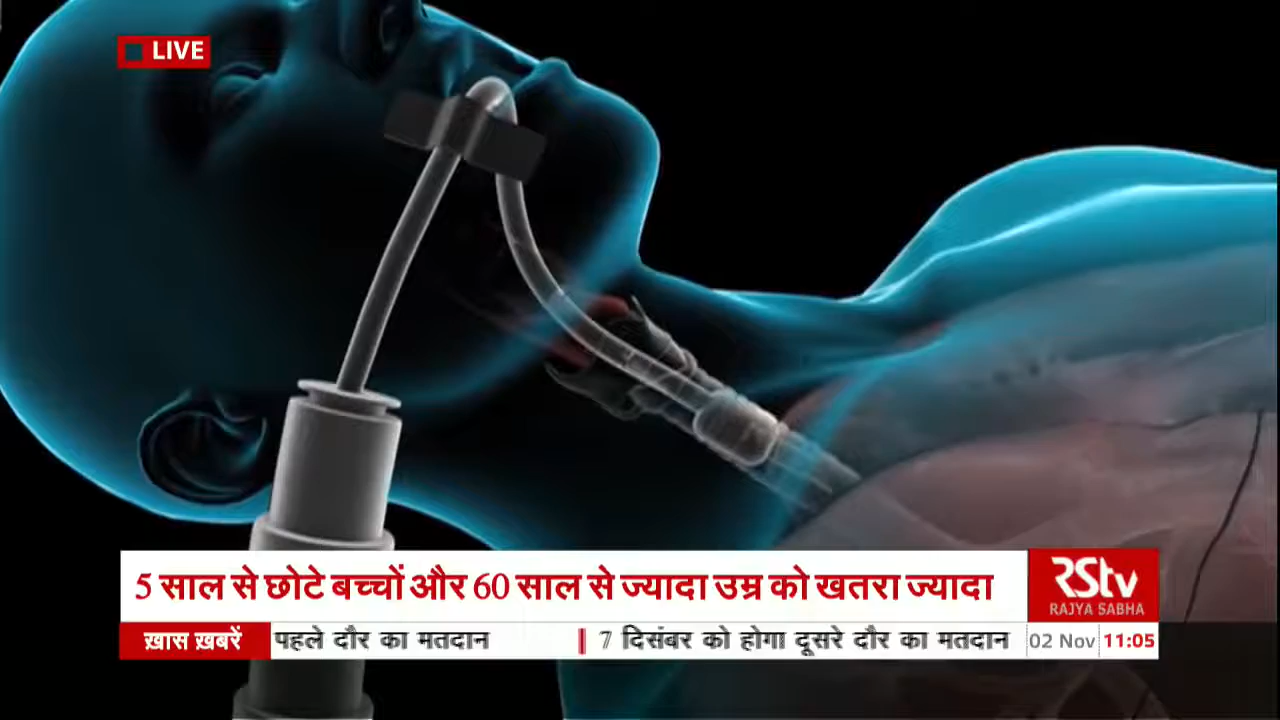 LIVE
5 साल से छोटे बच्चों और 60 साल से ज्यादा उम्र को खतरा ज्यादा
RStv
RAJYA SABHA
ख़ास ख़बरें पहले दौर का मतदान | 7 दिसंबर को होगा दूसरे दौर का मतदान 02 Nov 11:05